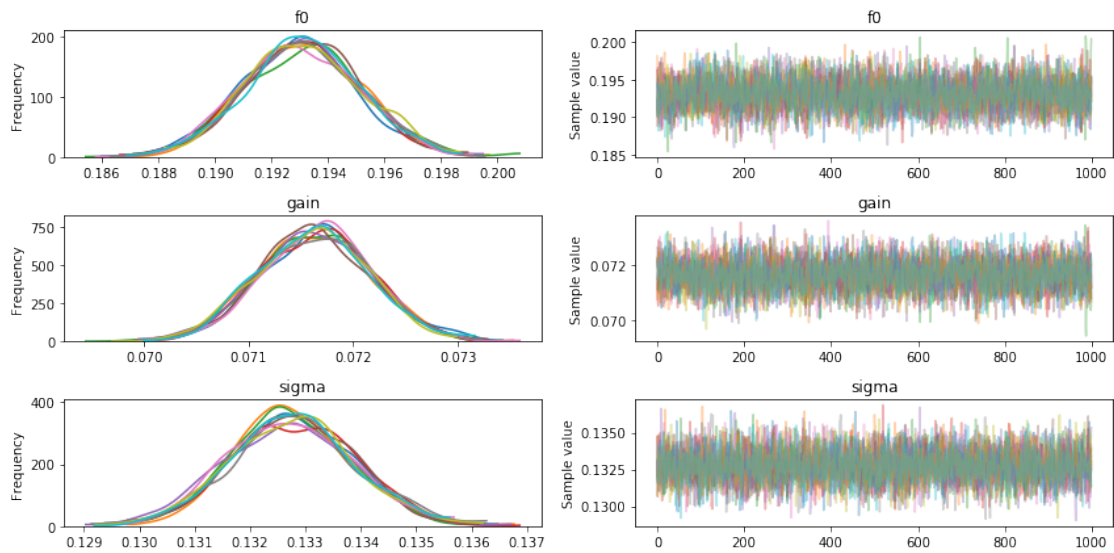 f0
Frequency
200
100
0
0.186 0.188 0.190 0.192 0.194 0.196 0.198 0.200
f0
Sample value
0.200
0.195
0.190
0.185
0 200 400 600 800 1000
gain
Frequency
750
500
250
0
0.070 0.071 0.072 0.073
gain
Sample value
0.072
0.070
0 200 400 600 800 1000
sigma
Frequency
400
200
0
0.129 0.130 0.131 0.132 0.133 0.134 0.135 0.136 0.137
sigma
Sample value
0.1350
0.1325
0.1300
0 200 400 600 800 1000